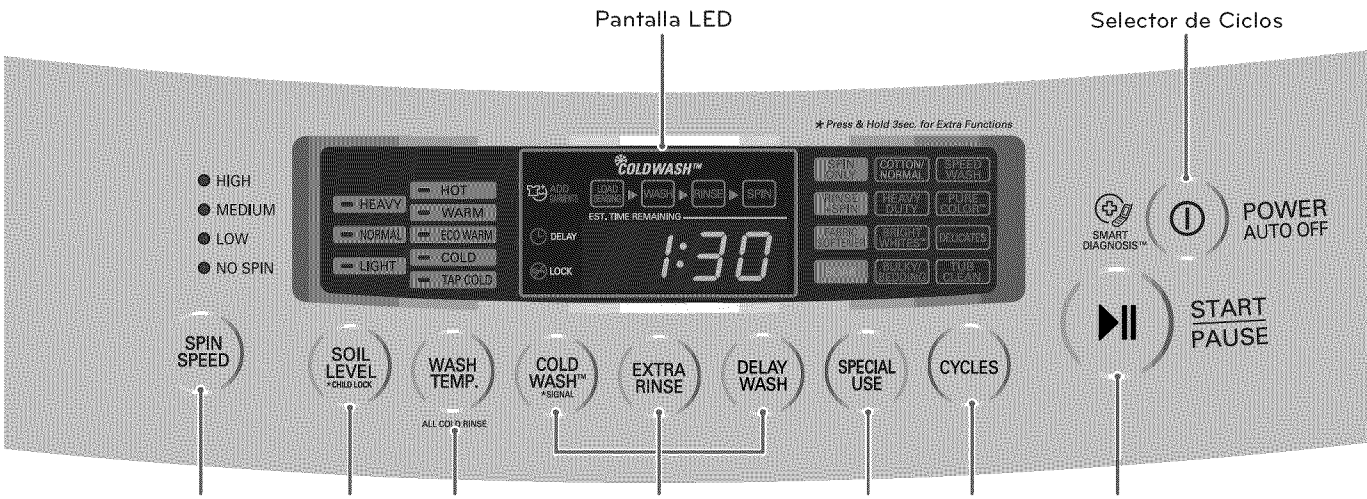 Pantalla LED
Selector de Ciclos
* Press & Hold 3sec. for Extra Functions
HIGH
MEDIUM
LOW
NO SPIN
HEAVY
NORMAL
LIGHT
HOT
WARM
ECO WARM
COLD
TAP COLD
COLDWASH™
ADD
LOAD
SENSING
WASH
RINSE
SPIN
EST. TIME REMAINING
DELAY
LOCK
1:30
SPIN
ONLY
COTTON/
NORMAL
SPEED
WASH
RINSE
+SPIN
HEAVY
DUTY
PURE
COLORS
FABRIC
SOFTENER
BRIGHT
WHITES
DELICATES
BULKY/
BEDDING
TUB
CLEAN
SMART
DIAGNOSIS™
POWER
AUTO OFF
START
PAUSE
SPIN
SPEED
SOIL
LEVEL
*CHILD LOCK
WASH
TEMP.
ALL COLD RINSE
COLD
WASH™
*SIGNAL
EXTRA
RINSE
DELAY
WASH
SPECIAL
USE
CYCLES